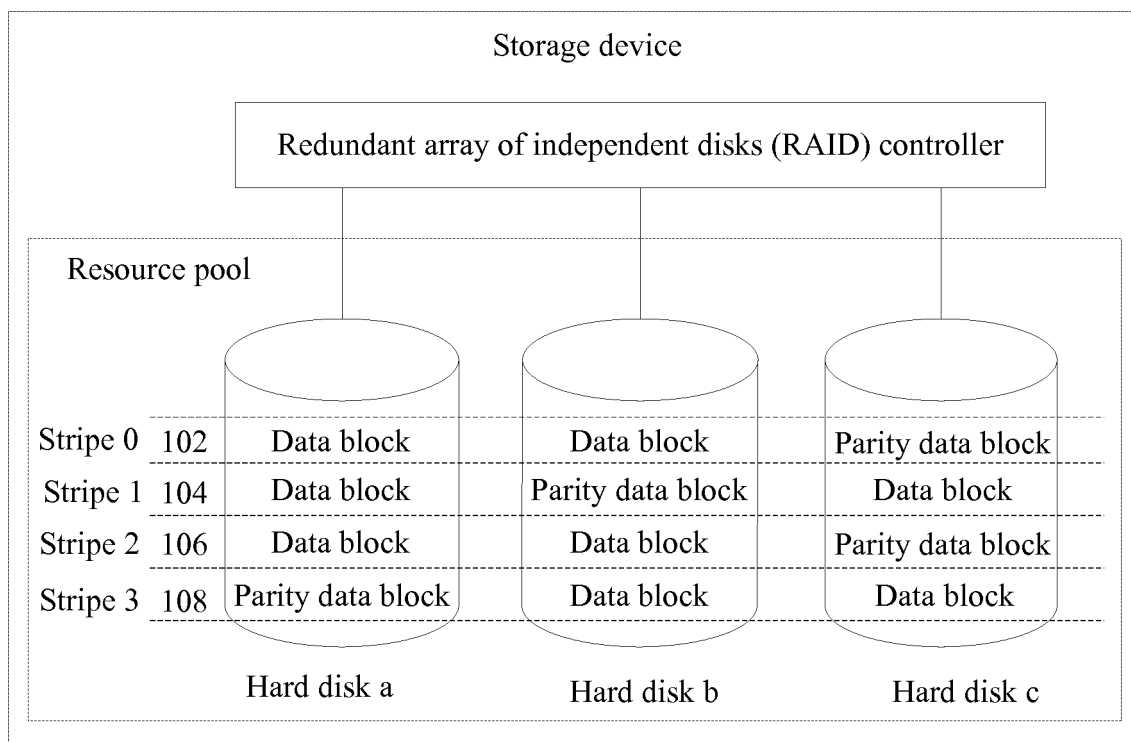 Storage device
Redundant array of independent disks (RAID) controller
Resource pool
Stripe 0 102 Data block Data block Parity data block
Stripe 1 104 Data block Parity data block Data block
Stripe 2 106 Data block Data block Parity data block
Stripe 3 108 Parity data block Data block Data block
Hard disk a Hard disk b Hard disk c